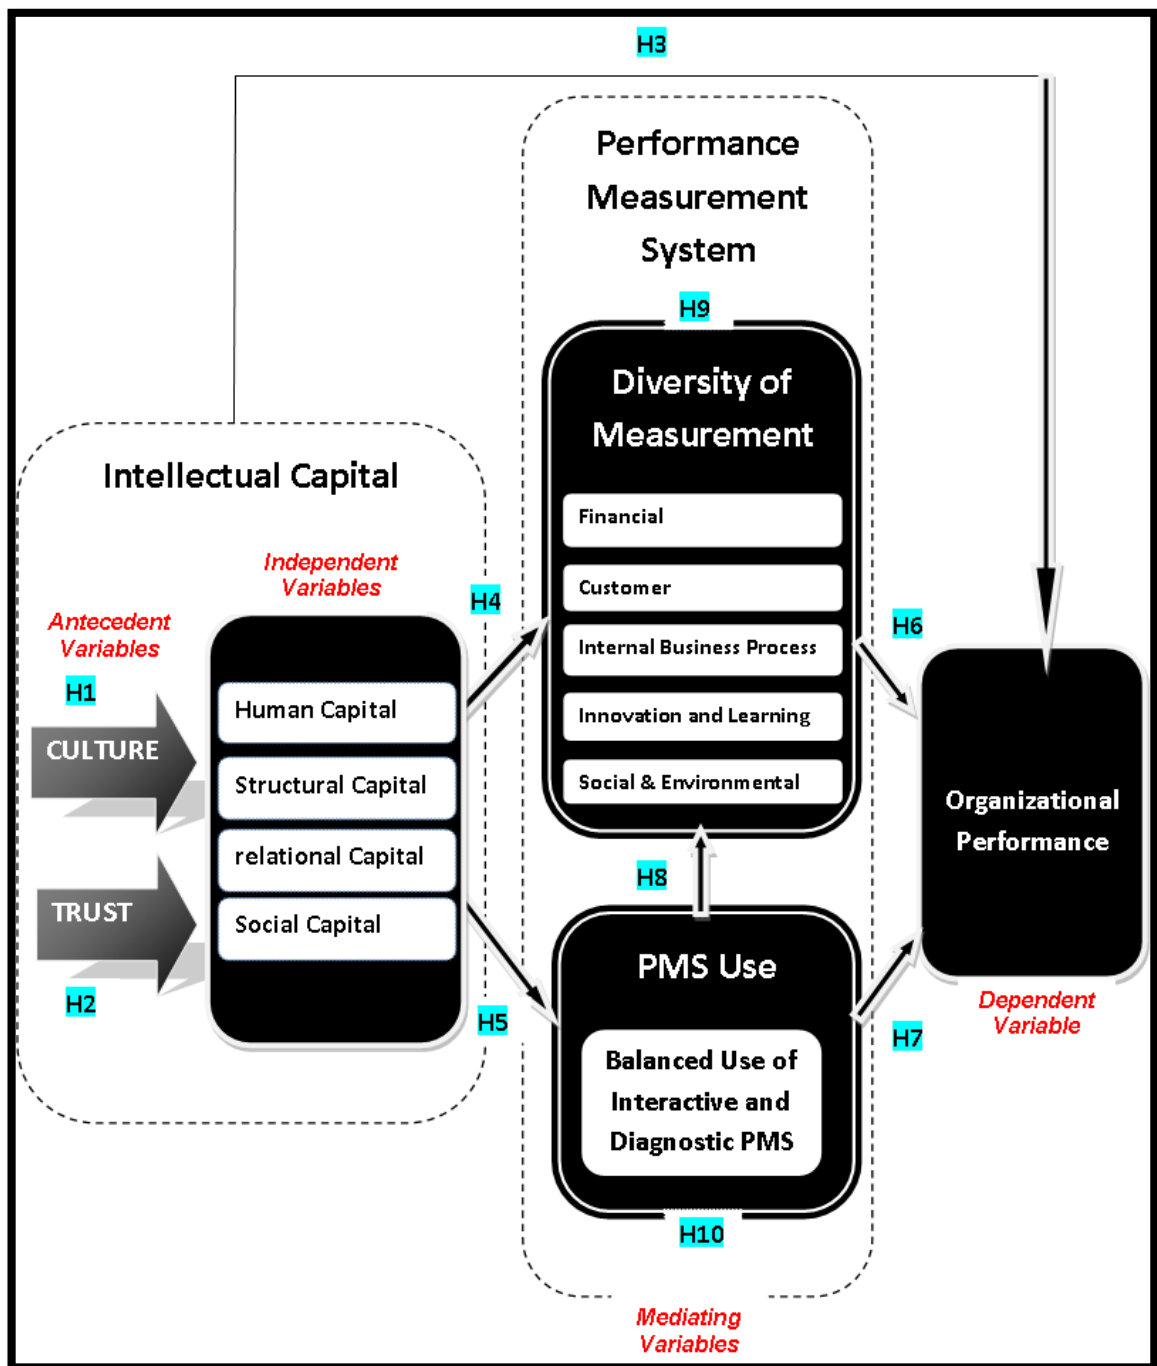 H3
Performance
Measurement
System
H9
Diversity of
Measurement
Financial
Customer
Internal Business Process
Innovation and Learning
Social & Environmental
Intellectual Capital
Independent
Variables
Antecedent
Variables
H1
CULTURE
TRUST
H2
Human Capital
Structural Capital
relational Capital
Social Capital
H4
H5
H6
H8
H7
PMS Use
Balanced Use of
Interactive and
Diagnostic PMS
H10
Organizational
Performance
Dependent
Variable
Mediating
Variables